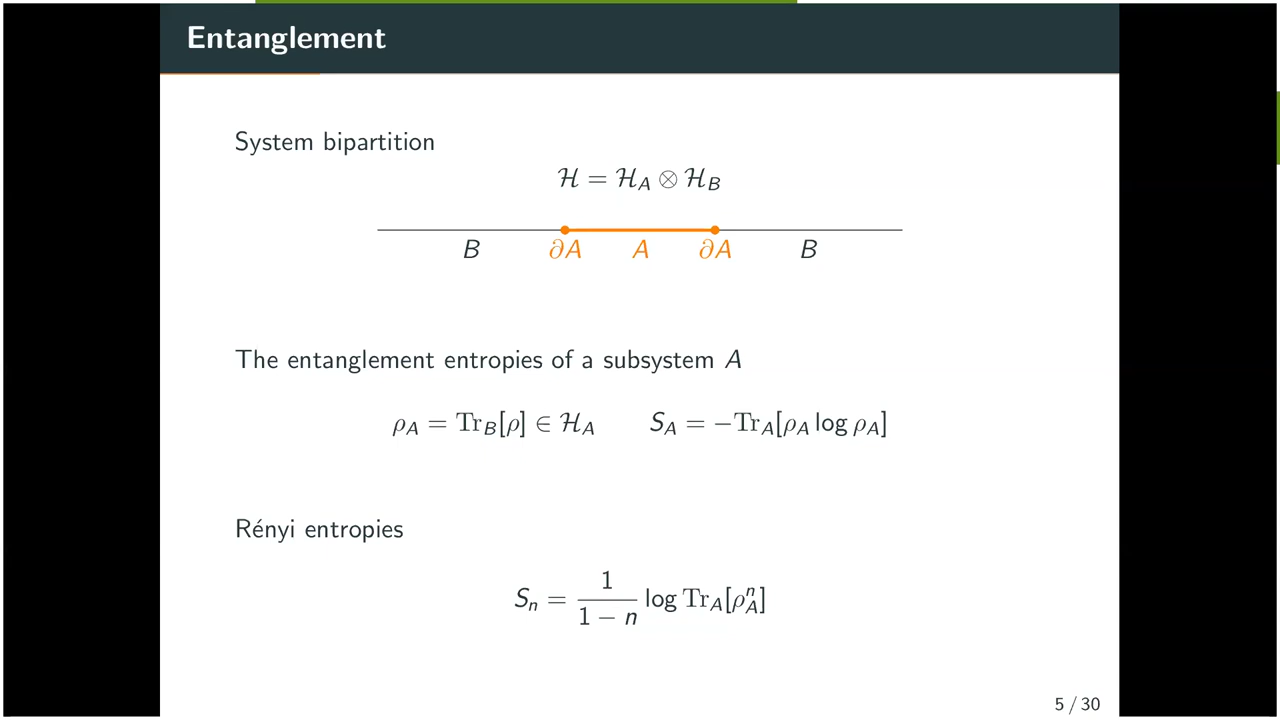 Entanglement
System bipartition
ℋ = ℋ_A ⊗ ℋ_B
B ∂A A ∂A B
The entanglement entropies of a subsystem A
ρ_A = Tr_B[ρ] ∈ ℋ_A S_A = −Tr_A[ρ_A log ρ_A]
Rényi entropies
S_n = \frac{1}{1 − n} log Tr_A[ρ_A^n]
5 / 30